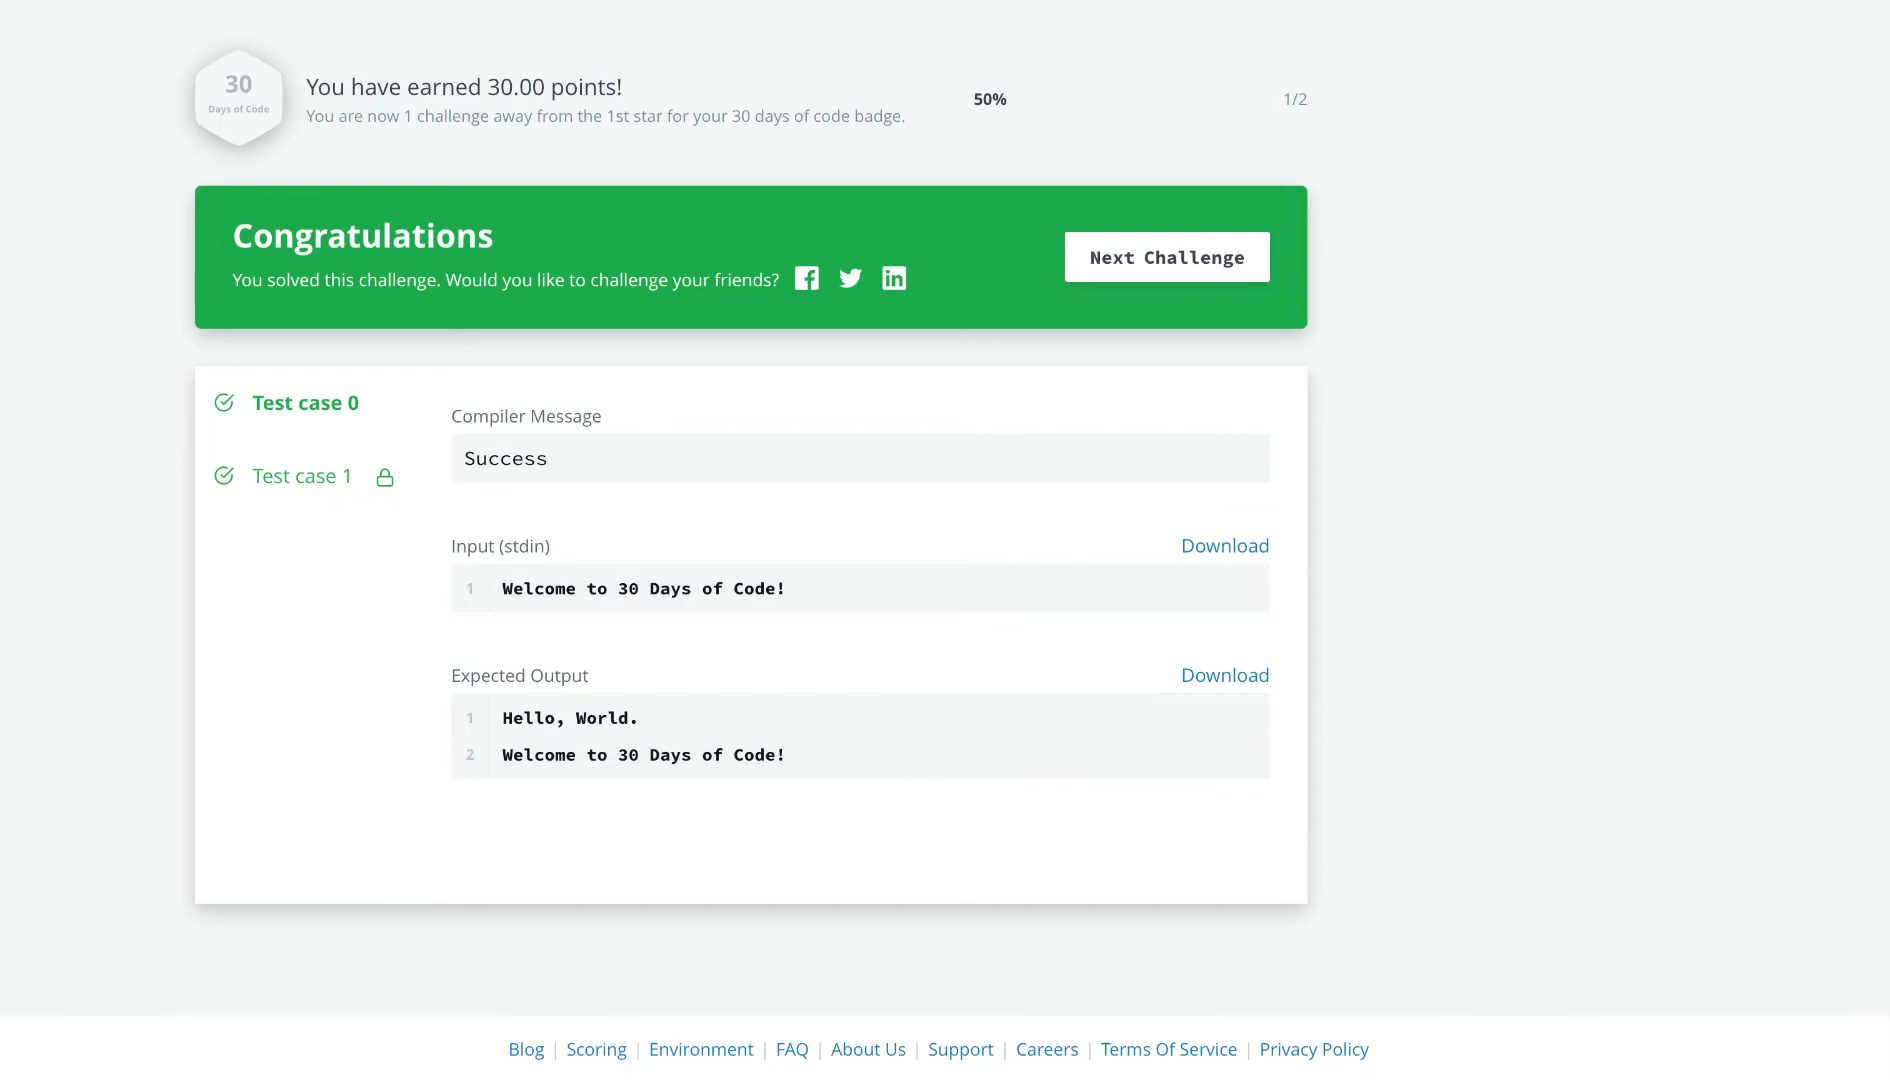 30
Days of Code
You have earned 30.00 points!
You are now 1 challenge away from the 1st star for your 30 days of code badge.
50%
1/2
Congratulations
You solved this challenge. Would you like to challenge your friends?
Next Challenge
Test case 0
Test case 1
Compiler Message
Success
Input (stdin)
Download
1 Welcome to 30 Days of Code!
Expected Output
Download
1 Hello, World.
2 Welcome to 30 Days of Code!
Blog | Scoring | Environment | FAQ | About Us | Support | Careers | Terms Of Service | Privacy Policy